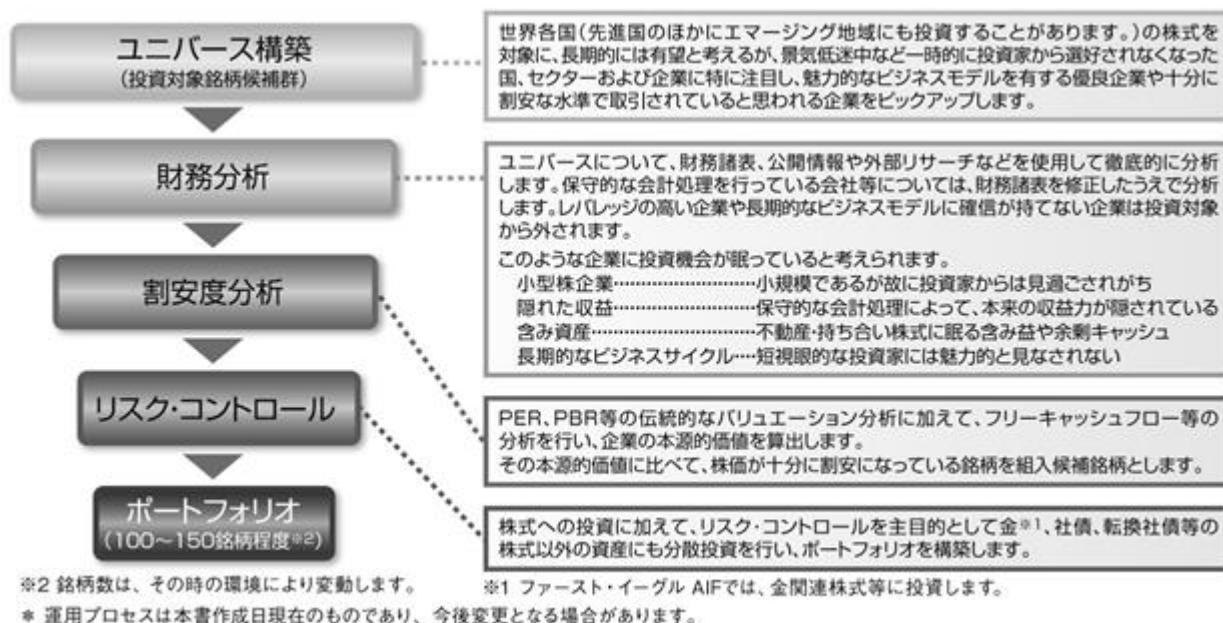 ユニバース構築
(投資対象銘柄候補群)
世界各国(先進国のほかにエマージング地域にも投資することがあります。)の株式を
対象に、長期的には有望と考えるが、景気低迷中など一時的に投資家から選好されなくなった
国、セクターおよび企業に特に注目し、魅力的なビジネスモデルを有する優良企業や十分に
割安な水準で取引されていると思われる企業をピックアップします。
財務分析
ユニバースについて、財務諸表、公開情報や外部リサーチなどを使用して徹底的に分析
します。保守的な会計処理を行っている会社等については、財務諸表を修正したうえで分析
します。レバレッジの高い企業や長期的なビジネスモデルに確信が持てない企業は投資対象
から外されます。
このような企業に投資機会が眠っていると考えられます。
小型株企業………………………小規模であるが故に投資家からは見過ごされがち
隠れた収益………………………保守的な会計処理によって、本来の収益力が隠されている
含み資産…………………………不動産・持ち合い株式に眠る含み益や余剰キャッシュ
長期的なビジネスサイクル…‥短視眼的な投資家には魅力的と見なされない
割安度分析
PER、PBR等の伝統的なバリュエーション分析に加えて、フリーキャッシュフロー等の
分析を行い、企業の本源的価値を算出します。
その本源的価値に比べて、株価が十分に割安になっている銘柄を組入候補銘柄とします。
リスク・コントロール
株式への投資に加えて、リスク・コントロールを主目的として金※1、社債、転換社債等の
株式以外の資産にも分散投資を行い、ポートフォリオを構築します。
ポートフォリオ
(100〜150銘柄程度※2)
※2 銘柄数は、その時の環境により変動します。
※1 ファースト・イーグル AIFでは、金関連株式等に投資します。
* 運用プロセスは本書作成日現在のものであり、今後変更となる場合があります。